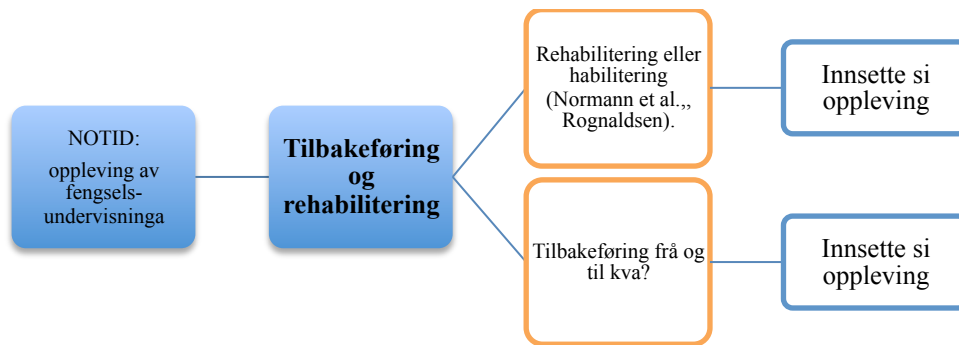 NOTID:
oppleving av
fengsels-
undervisninga
Tilbakeføring
og
rehabilitering
Rehabilitering eller
habilitering
(Normann et al.,,
Rognaldsen).
Innsette si
oppleving
Tilbakeføring frå og
til kva?
Innsette si
oppleving